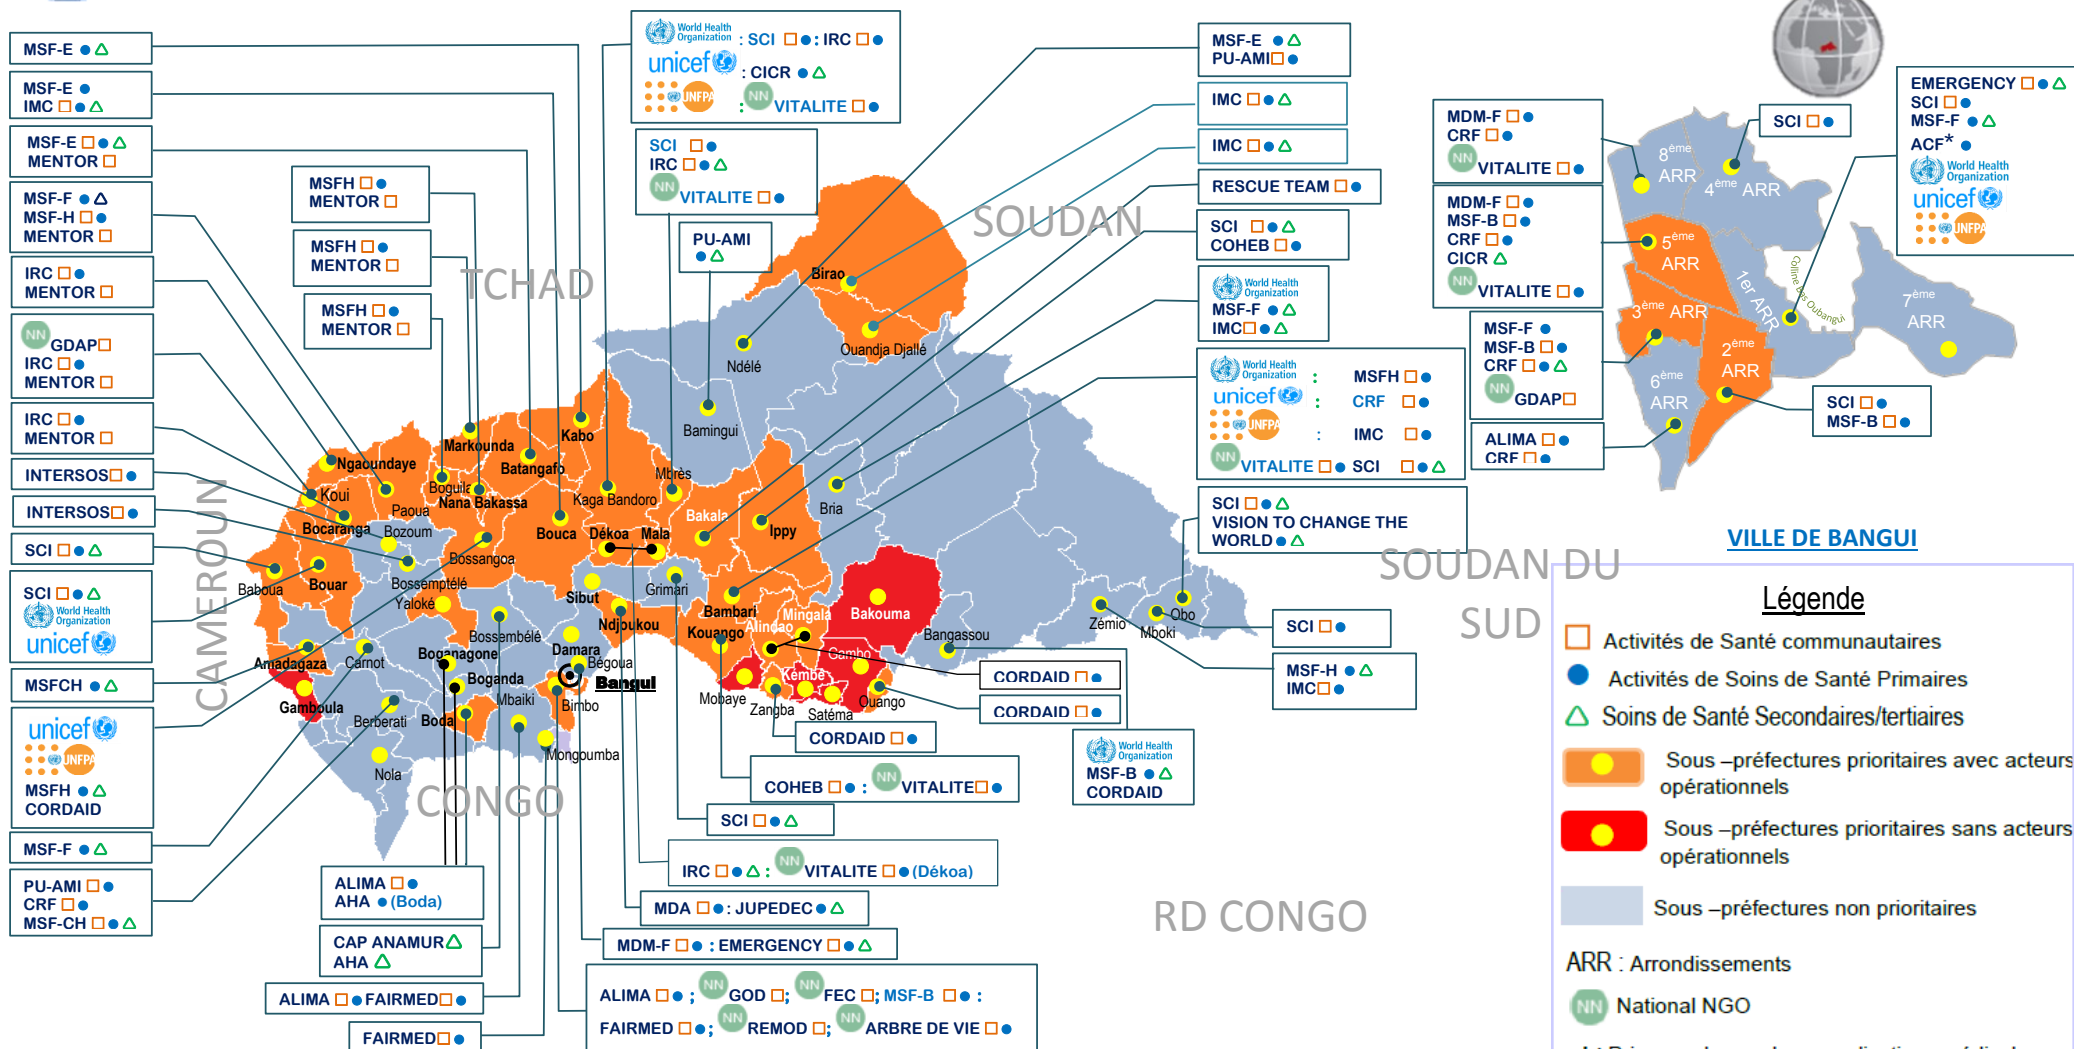 MSF-E
MSF-E
IMC
MSF-E
MENTOR
MSF-F
MSF-H
MENTOR
IRC
MENTOR
NN GDAP
IRC
MENTOR
IRC
MENTOR
INTERSOS
INTERSOS
SCI
SCI
World Health
Organization
unicef
MSFCH
unicef
UNFPA
MSFH
CORDAID
MSF-F
PU-AMI
CRF
MSF-CH
MSFH
MENTOR
MSFH
MENTOR
MSFH
MENTOR
World Health
Organization : SCI : IRC
unicef : CICR
UNFPA : NN VITALITE
SCI
IRC
NN VITALITE
PU-AMI
MSF-E
PU-AMI
IMC
IMC
RESCUE TEAM
SCI
COHEB
World Health
Organization
MSF-F
IMC
World Health
Organization : MSFH
unicef : CRF
UNFPA : IMC
NN VITALITE SCI
SCI
VISION TO CHANGE THE
WORLD
SCI
MSF-H
IMC
CORDAID
CORDAID
CORDAID
World Health
Organization
MSF-B
CORDAID
COHEB : NN VITALITE
SCI
IRC : NN VITALITE (Dékoa)
MDA : JUPEDEC
MDM-F : EMERGENCY
ALIMA ; NN GOD ; NN FEC ; MSF-B :
FAIRMED ; NN REMOD ; NN ARBRE DE VIE
ALIMA
AHA (Boda)
CAP ANAMUR
AHA
ALIMA FAIRMED
FAIRMED
TCHAD
SOUDAN
CAMEROUN
CONGO
RD CONGO
SOUDAN DU
SUD
Birao
Ouandja Djallé
Ndélé
Bamingui
Kabo
Markounda
Batangafo
Ngaoundaye
Koui
Paoua
Boguila
Nana Bakassa
Kaga Bandoro
Mbrès
Bria
Bocaranga
Bozoum
Bossangoa
Bouca
Dékoa
Mala
Bakala
Ippy
Baboua
Bouar
Bossemptélé
Yaloké
Sibut
Grimari
Bambari
Bakouma
Mingala
Alindao
Ndjoukou
Kouango
Bossembélé
Damara
Bégoua
Bangui
Bimbo
Boganagone
Boganda
Amadagaza
Carnot
Gamboula
Berberati
Boda
Mbaiki
Mongoumba
Nola
Mobaye
Zangba
Kembe
Satéma
Gambo
Ouango
Bangassou
Zémio
Mboki
Obo
MDM-F
CRF
NN VITALITE
MDM-F
MSF-B
CRF
CICR
NN VITALITE
MSF-F
MSF-B
CRF
NN GDAP
ALIMA
CRF
SCI
EMERGENCY
SCI
MSF-F
ACF*
World Health
Organization
unicef
UNFPA
SCI
MSF-B
8ème
ARR
4ème ARR
5ème
ARR
3ème ARR
1er ARR
2ème
ARR
6ème
ARR
7ème
ARR
Colline Bas Oubangui
VILLE DE BANGUI
Légende
Activités de Santé communautaires
Activités de Soins de Santé Primaires
Soins de Santé Secondaires/tertiaires
Sous –préfectures prioritaires avec acteurs
opérationnels
Sous –préfectures prioritaires sans acteurs
opérationnels
Sous –préfectures non prioritaires
ARR : Arrondissements
NN National NGO